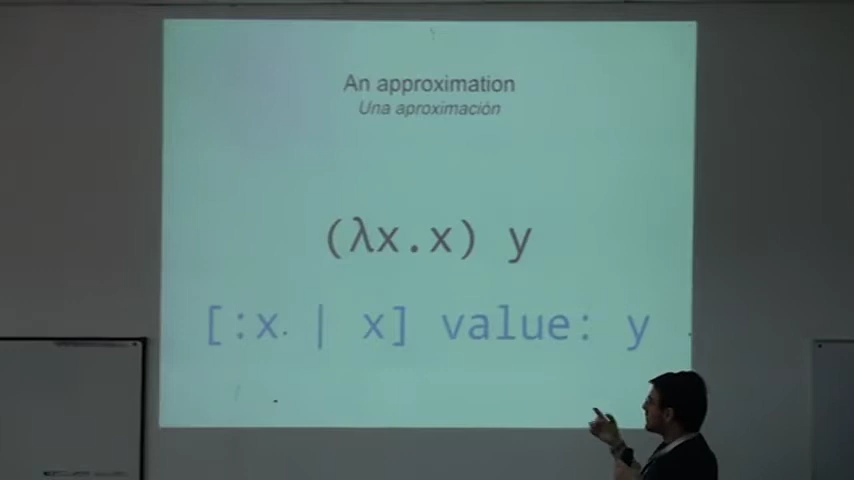 An approximation
Una aproximación
(λx.x) y
[:x | x] value: y